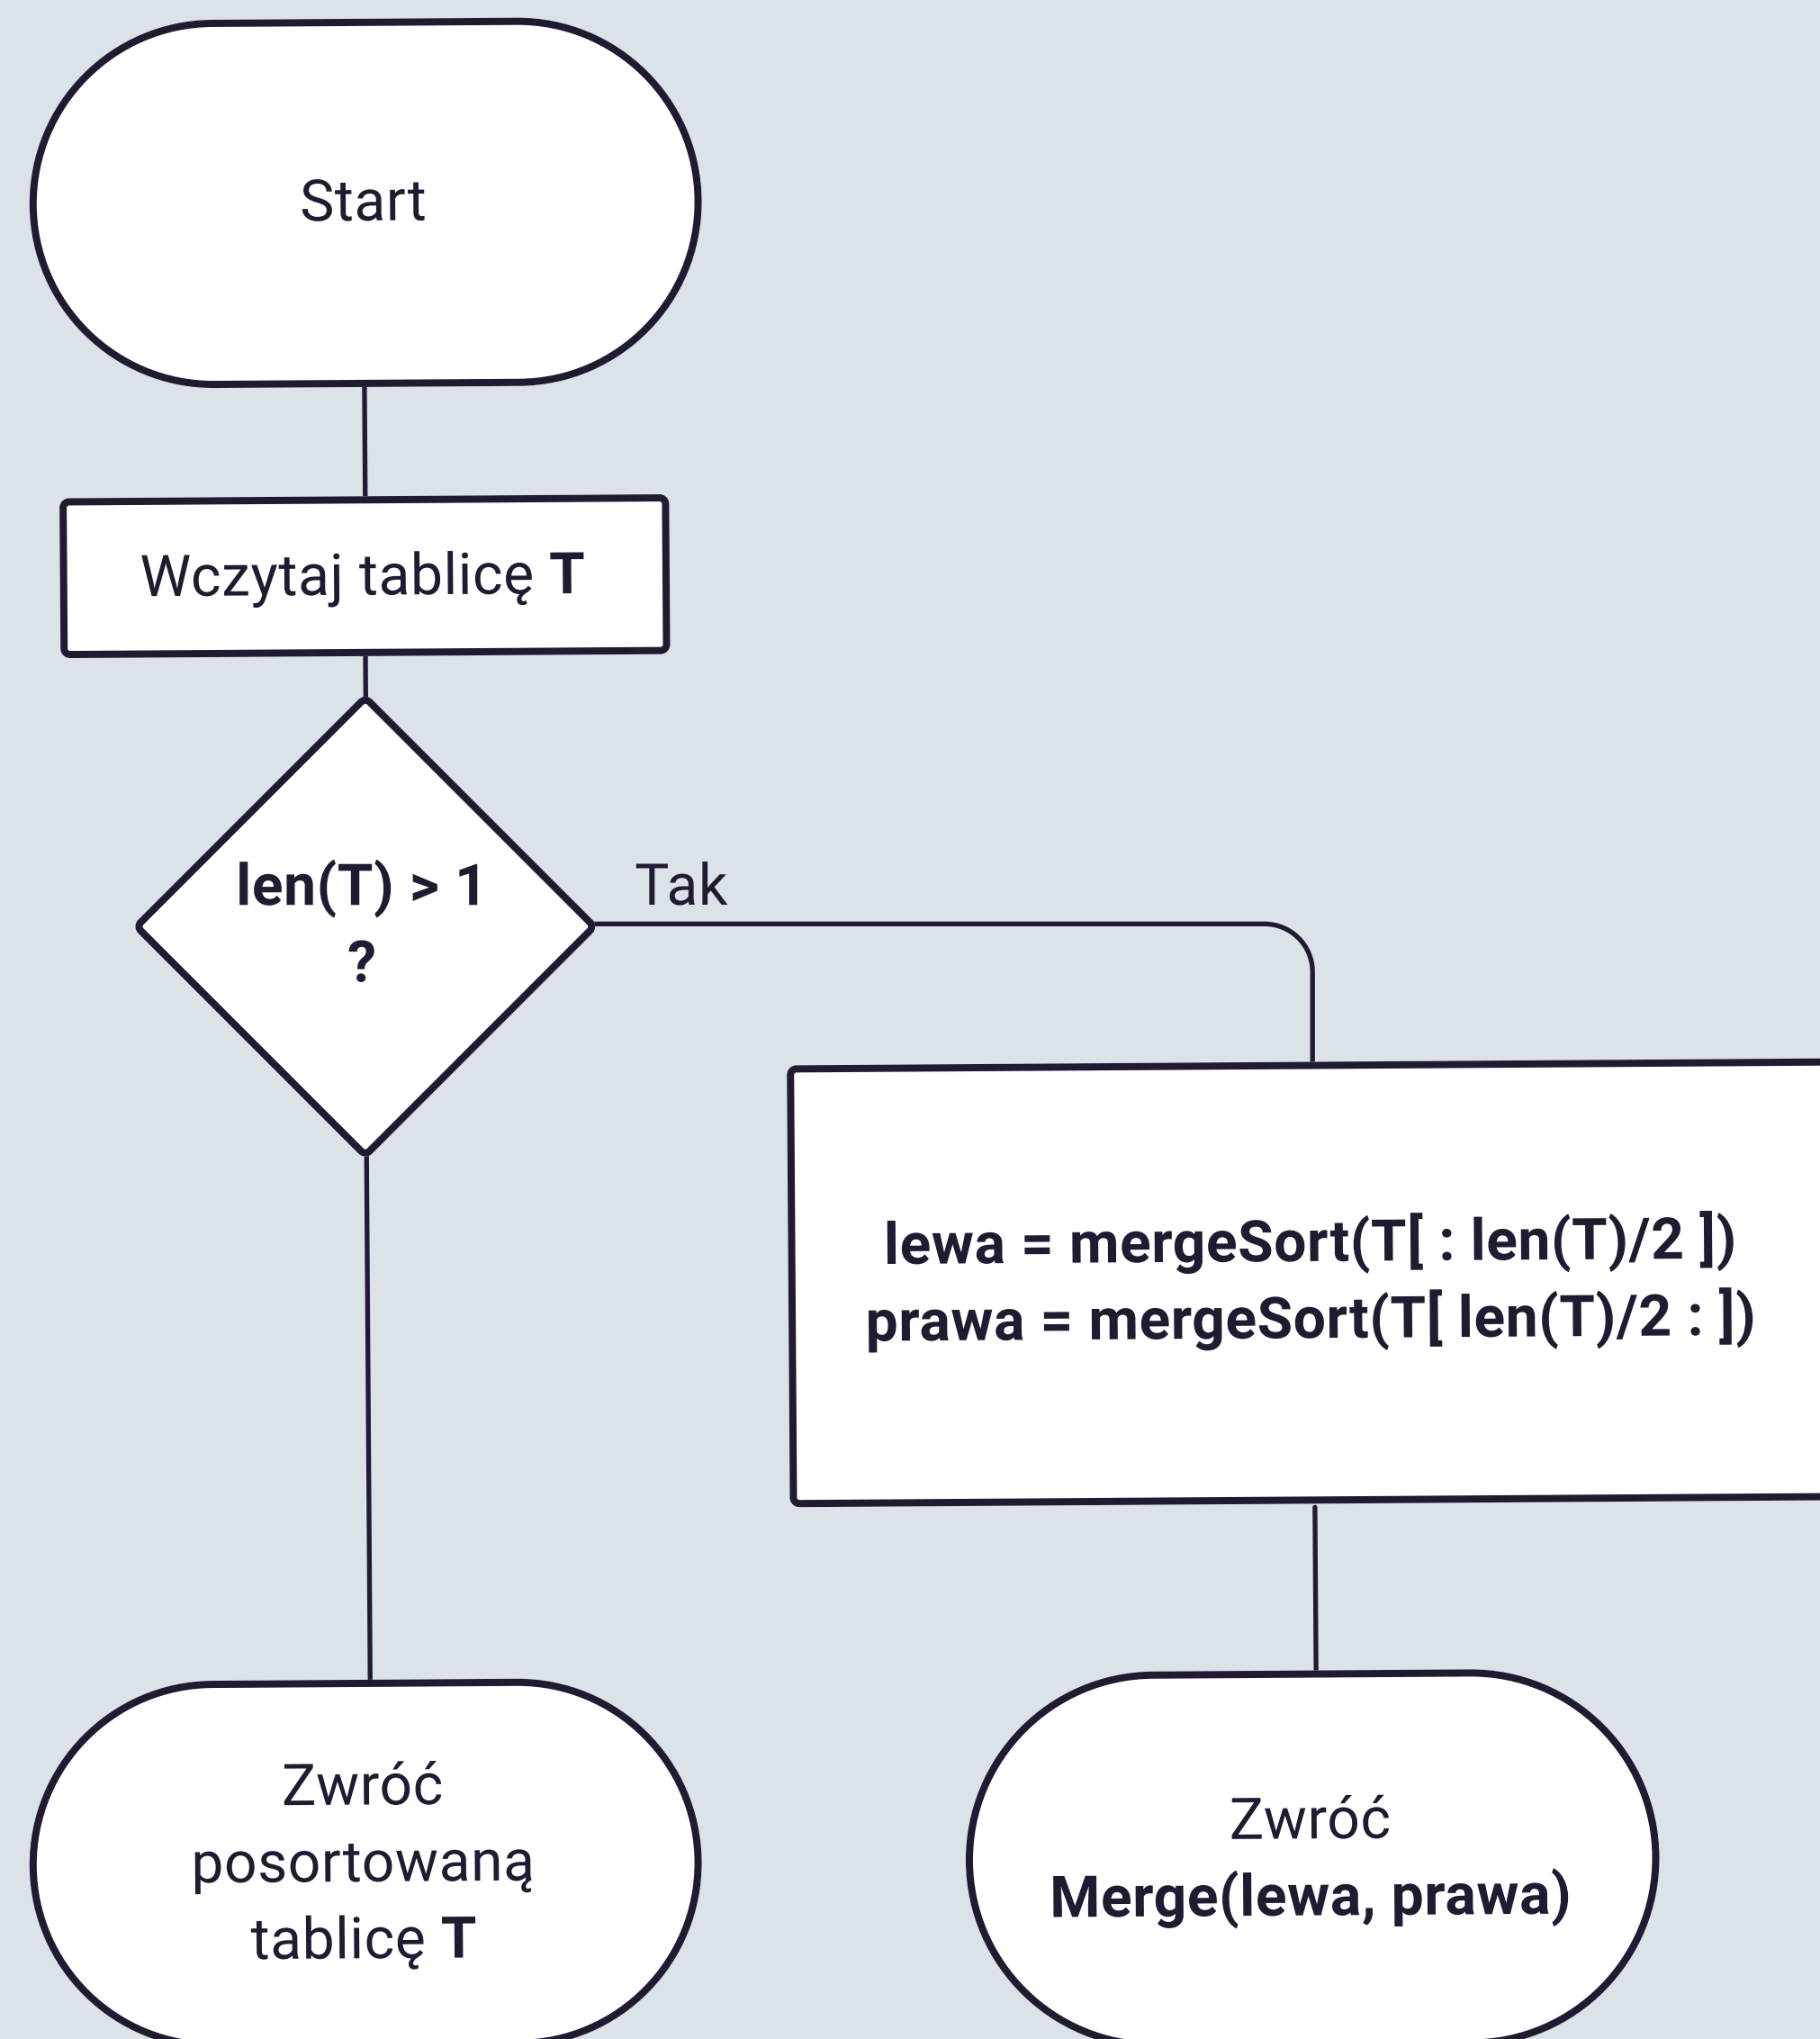 Start
Wczytaj tablicę T
len(T) > 1
?
Tak
lewa = mergeSort(T[ : len(T)/2 ])
prawa = mergeSort(T[ len(T)/2 : ])
Zwróć
posortowaną
tablicę T
Zwróć
Merge(lewa, prawa)